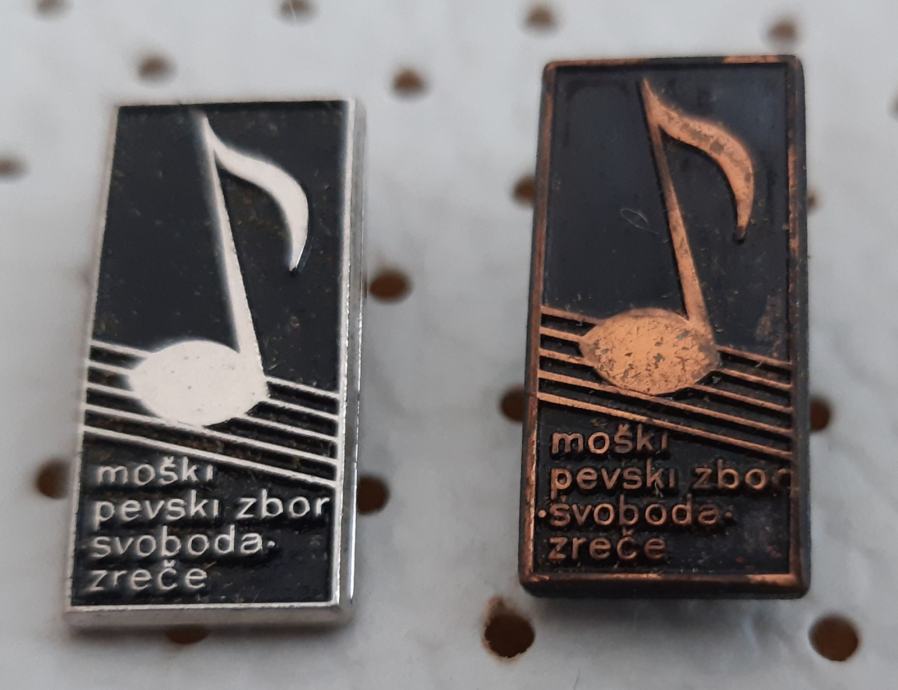 moški
pevski zbor
svoboda·
zreče
moški
pevski zbor
·svoboda·
zreče